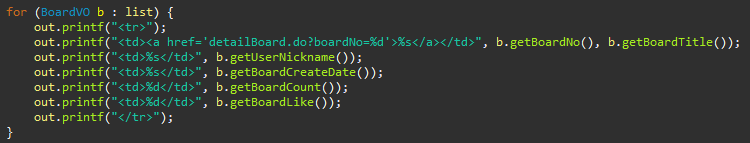 for (BoardVO b : list) {
    out.printf("<tr>");
    out.printf("<td><a href='detailBoard.do?boardNo=%d'>%s</a></td>", b.getBoardNo(), b.getBoardTitle());
    out.printf("<td>%s</td>", b.getUserNickname());
    out.printf("<td>%s</td>", b.getBoardCreateDate());
    out.printf("<td>%d</td>", b.getBoardCount());
    out.printf("<td>%d</td>", b.getBoardLike());
    out.printf("</tr>");
}